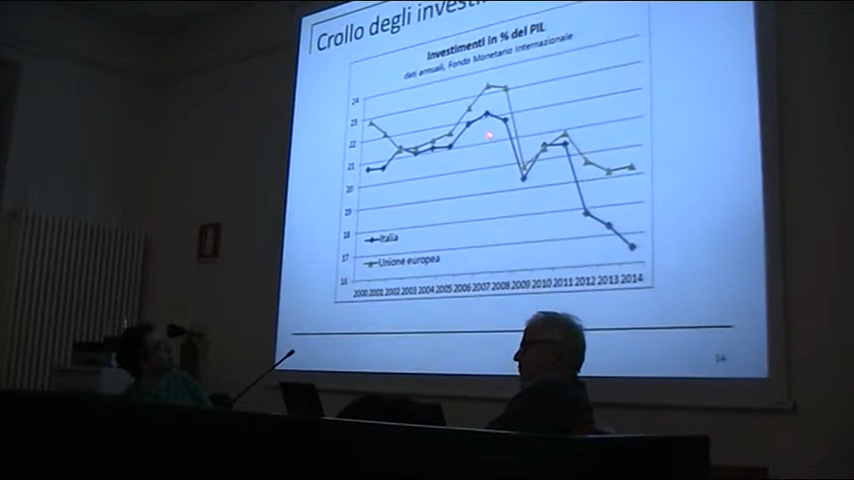 Crollo degli
Investimenti in % del PIL
dati annuali, Fondo Monetario Internazionale
24
23
22
21
20
19
18
17
16
Italia
Unione europea
2000 2001 2002 2003 2004 2005 2006 2007 2008 2009 2010 2011 2012 2013 2014
14